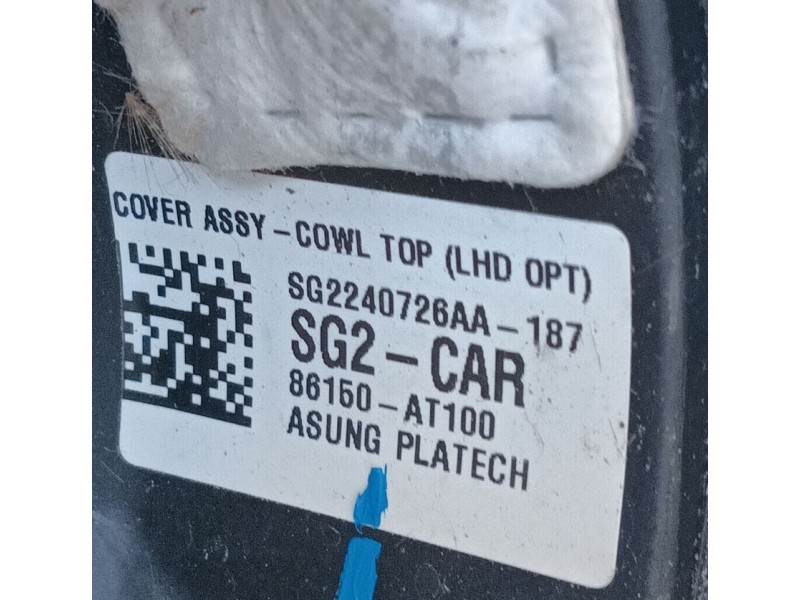 COVER ASSY-COWL TOP (LHD OPT)
SG2240726AA-187
SG2-CAR
86150-AT100
ASUNG PLATECH